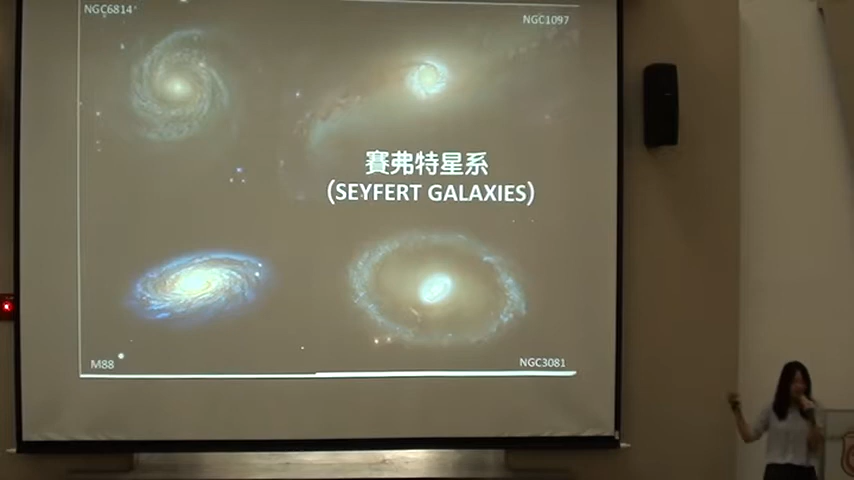 NGC6814
NGC1097
賽弗特星系
(SEYFERT GALAXIES)
M88
NGC3081